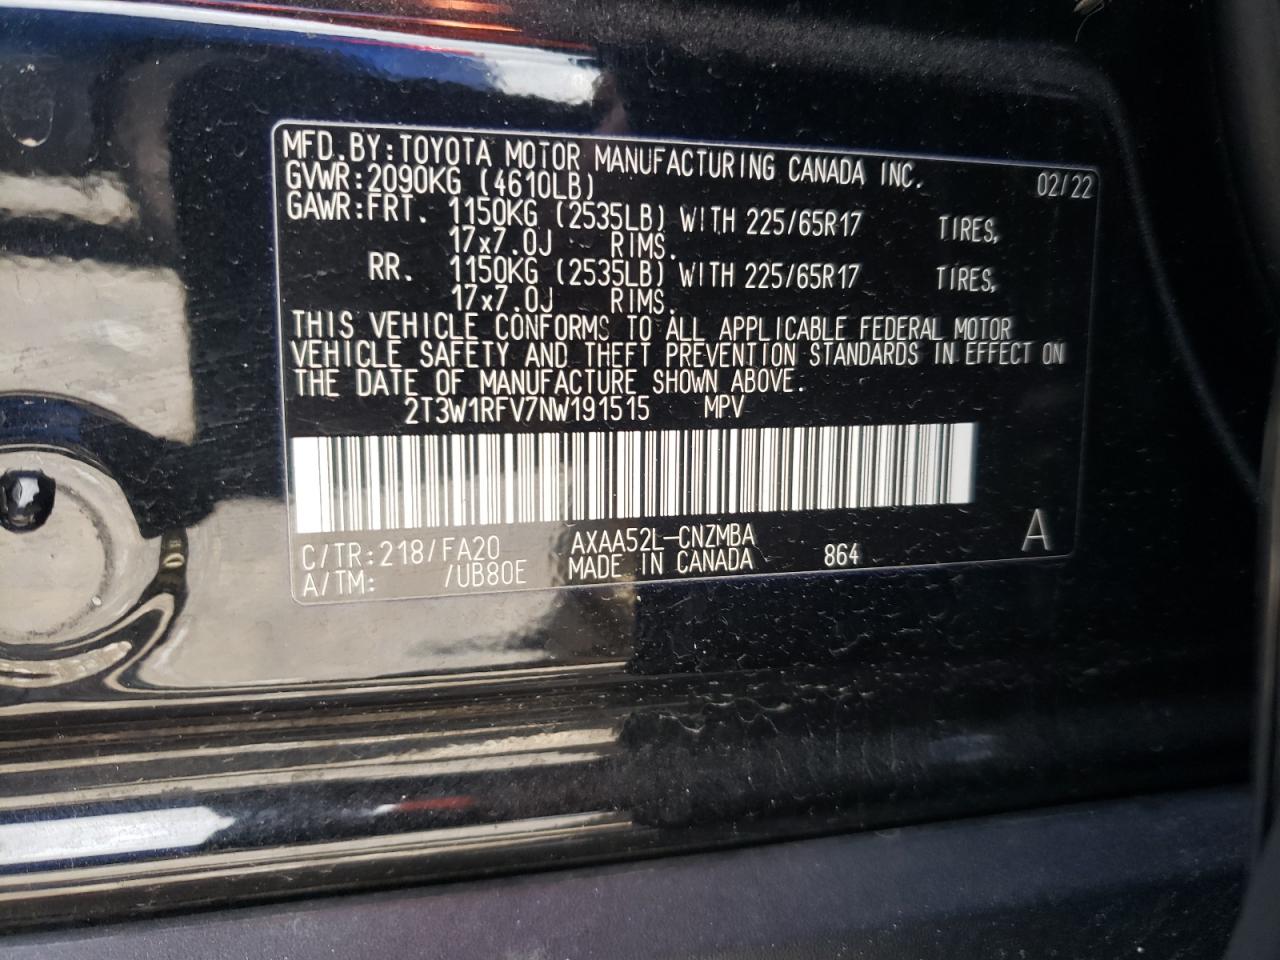 MFD.BY:TOYOTA MOTOR MANUFACTURING CANADA INC. 02/22
GVWR:2090KG (4610LB)
GAWR:FRT. 1150KG (2535LB) WITH 225/65R17 TIRES,
17x7.0J RIMS.
RR. 1150KG (2535LB) WITH 225/65R17 TIRES,
17x7.0J RIMS.
THIS VEHICLE CONFORMS TO ALL APPLICABLE FEDERAL MOTOR
VEHICLE SAFETY AND THEFT PREVENTION STANDARDS IN EFFECT ON
THE DATE OF MANUFACTURE SHOWN ABOVE.
2T3W1RFV7NW191515 MPV
C/TR:218/FA20 AXAA52L-CNZMBA A
A/TM: /UB80E MADE IN CANADA 864